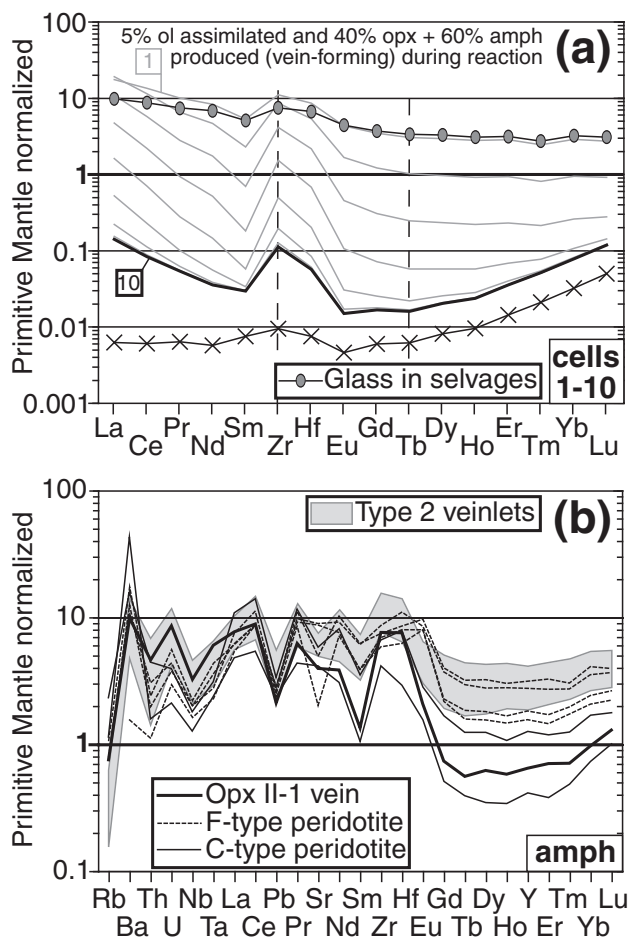 100
5% ol assimilated and 40% opx + 60% amph
produced (vein-forming) during reaction
(a)
1
10
1
0.1
10
0.01
0.001
Primitive Mantle normalized
Glass in selvages
cells
1-10
La Ce Pr Nd Sm Zr Hf Eu Gd Tb Dy Ho Er Tm Yb Lu
100
Type 2 veinlets
(b)
10
1
0.1
Primitive Mantle normalized
Opx II-1 vein
F-type peridotite
C-type peridotite
amph
Rb Ba Th U Nb Ta La Ce Pb Pr Sr Nd Sm Zr Hf Eu Gd Tb Dy Ho Y Er Tm Yb Lu